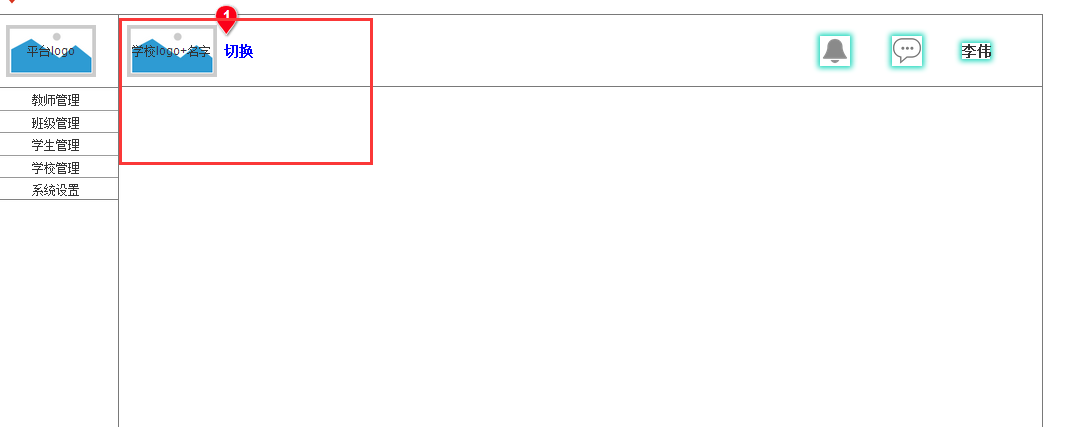 1
平台logo
学校logo+名字
切换
李伟
教师管理
班级管理
学生管理
学校管理
系统设置